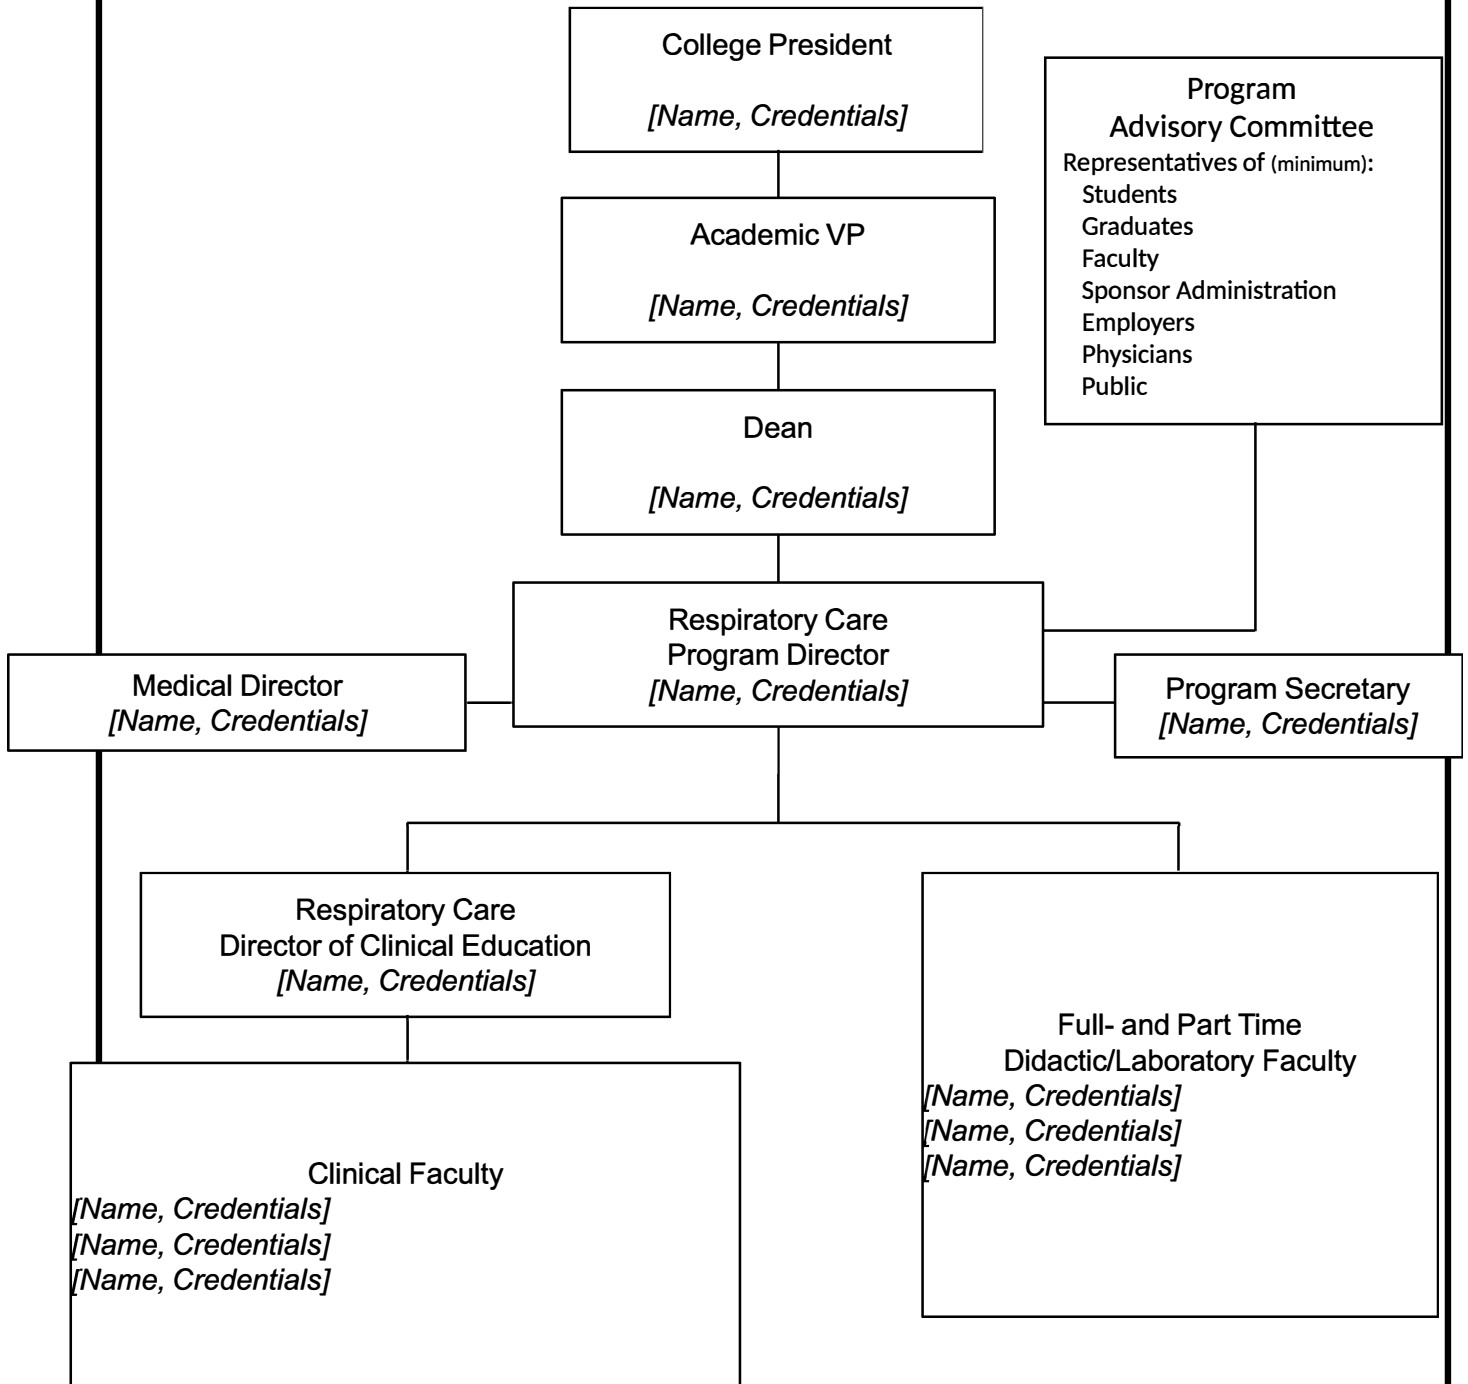 College President
[Name, Credentials]
Program
Advisory Committee
Representatives of (minimum):
Students
Graduates
Faculty
Sponsor Administration
Employers
Physicians
Public
Academic VP
[Name, Credentials]
Dean
[Name, Credentials]
Respiratory Care
Program Director
[Name, Credentials]
Medical Director
[Name, Credentials]
Program Secretary
[Name, Credentials]
Respiratory Care
Director of Clinical Education
[Name, Credentials]
Full- and Part Time
Didactic/Laboratory Faculty
[Name, Credentials]
[Name, Credentials]
[Name, Credentials]
Clinical Faculty
[Name, Credentials]
[Name, Credentials]
[Name, Credentials]